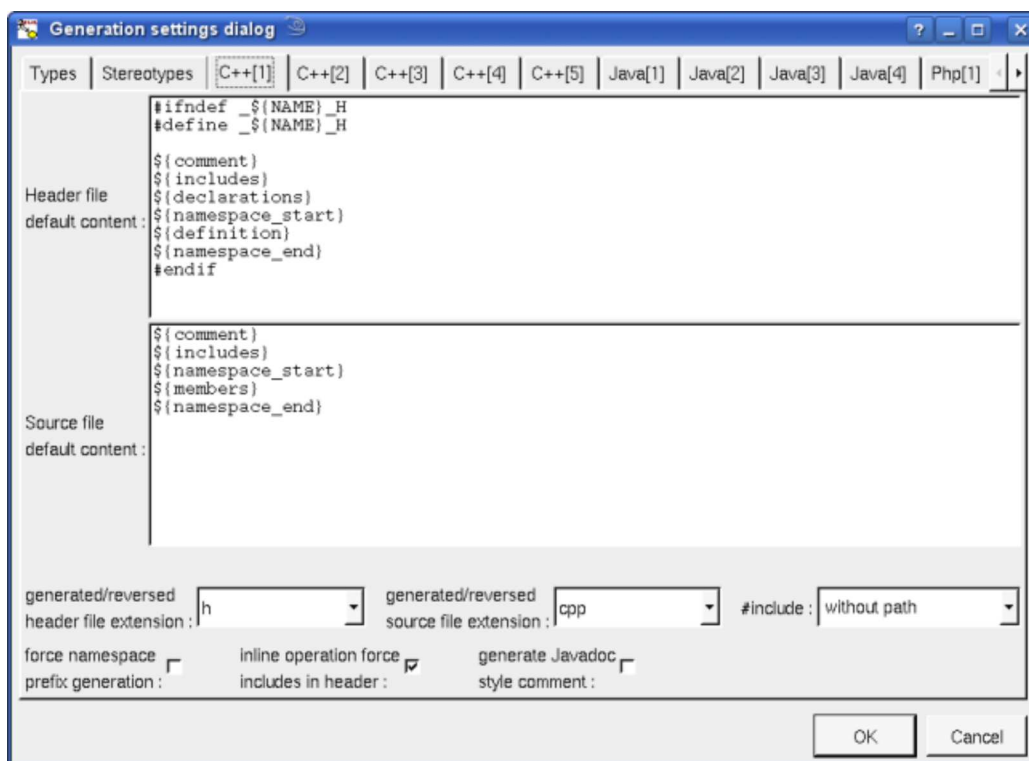 Generation settings dialog
Types Stereotypes C++[1] C++[2] C++[3] C++[4] C++[5] Java[1] Java[2] Java[3] Java[4] Php[1]
Header file
default content :
#ifndef _${NAME}_H
#define _${NAME}_H
${comment}
${includes}
${declarations}
${namespace_start}
${definition}
${namespace_end}
#endif
Source file
default content :
${comment}
${includes}
${namespace_start}
${members}
${namespace_end}
generated/reversed
header file extension : h
generated/reversed
source file extension : cpp
#include : without path
force namespace
prefix generation :
inline operation force
includes in header :
generate Javadoc
style comment :
OK Cancel